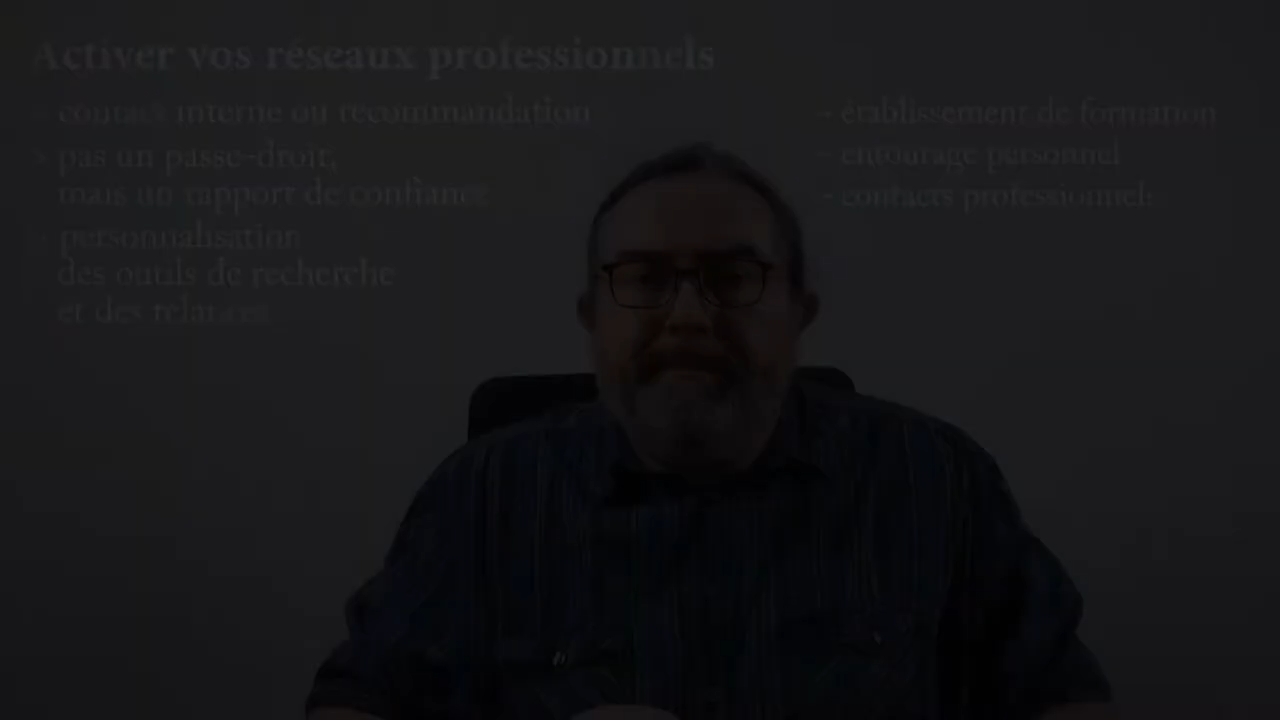 Activer vos réseaux professionnels
- contact interne ou recommandation
> pas un passe-droit,
mais un rapport de confiance
- personnalisation
des outils de recherche
et des relances
- établissement de formation
- entourage personnel
- contacts professionnels